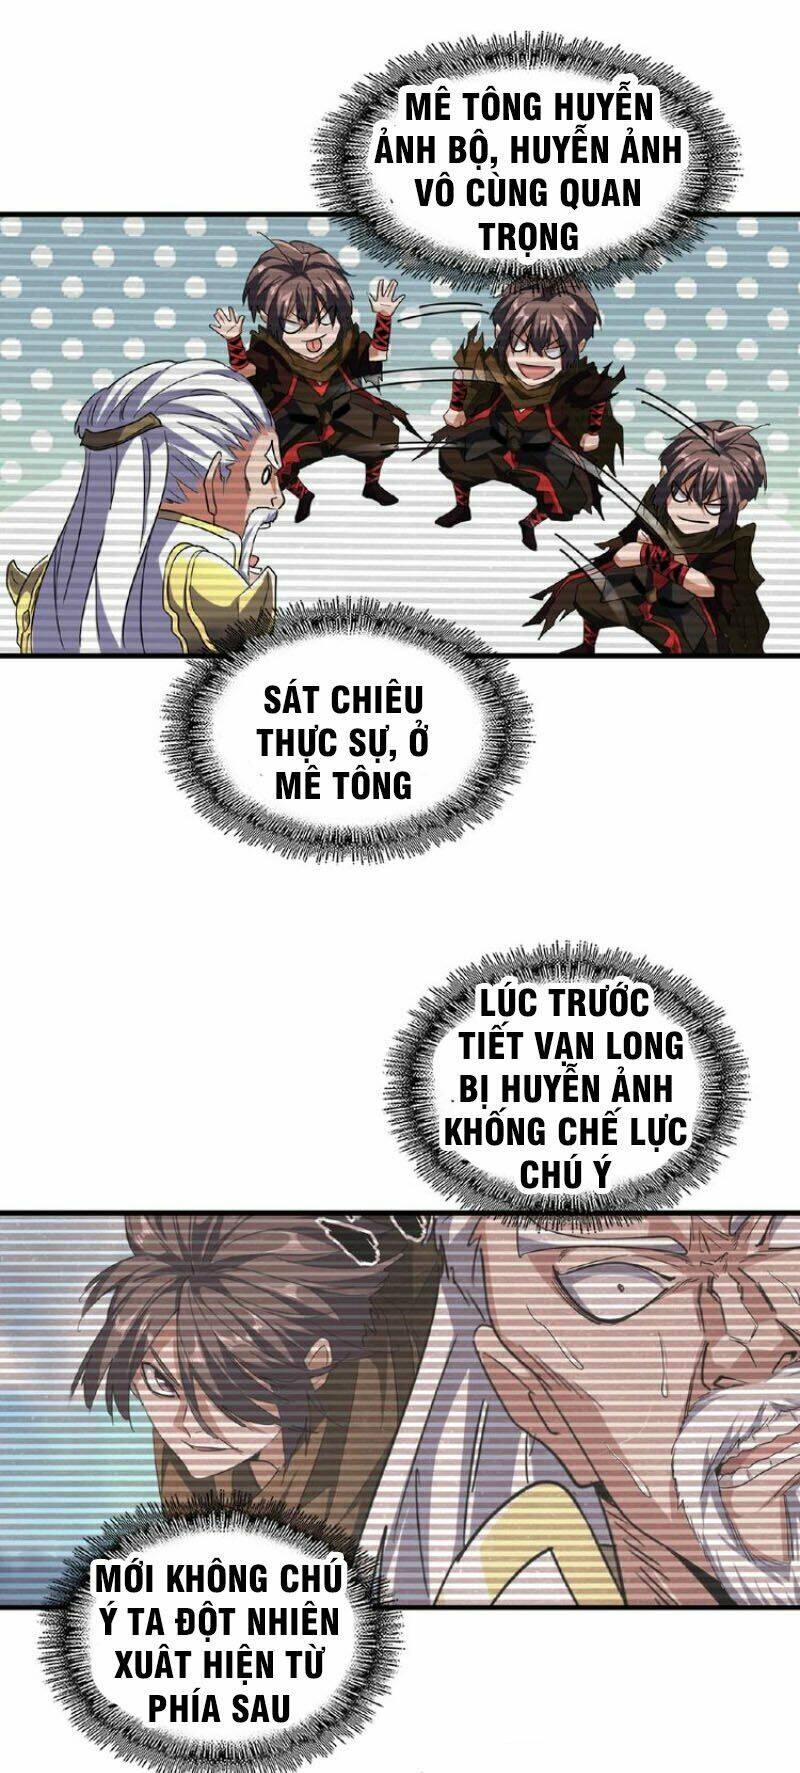 MÊ TÔNG HUYỄN
ẢNH BỘ, HUYỄN ẢNH
VÔ CÙNG QUAN
TRỌNG
SÁT CHIÊU
THỰC SỰ, Ở
MÊ TÔNG
LÚC TRƯỚC
TIẾT VẠN LONG
BỊ HUYỄN ẢNH
KHỐNG CHẾ LỰC
CHÚ Ý
MỚI KHÔNG CHÚ
Ý TA ĐỘT NHIÊN
XUÂT HIỆN TỪ
PHÍA SAU